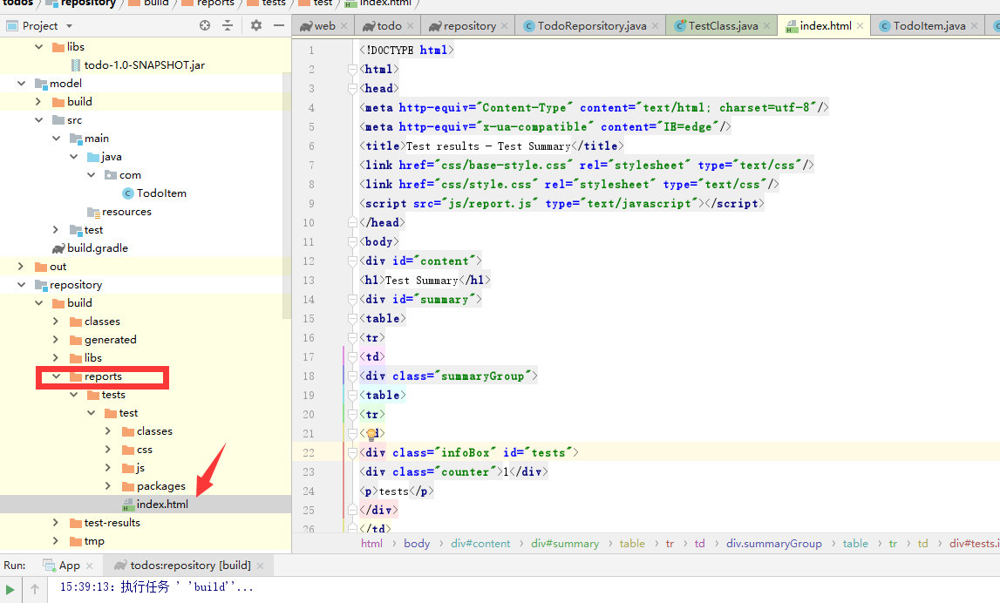 todos
repository
build
reports
tests
test
index.html
Project
web
todo
repository
TodoReporsitory.java
TestClass.java
index.html
TodoItem.java
libs
todo-1.0-SNAPSHOT.jar
model
build
src
main
java
com
TodoItem
resources
test
build.gradle
out
repository
build
classes
generated
libs
reports
tests
test
classes
css
js
packages
index.html
test-results
tmp
1 <!DOCTYPE html>
2 <html>
3 <head>
4 <meta http-equiv="Content-Type" content="text/html; charset=utf-8"/>
5 <meta http-equiv="x-ua-compatible" content="IE=edge"/>
6 <title>Test results - Test Summary</title>
7 <link href="css/base-style.css" rel="stylesheet" type="text/css"/>
8 <link href="css/style.css" rel="stylesheet" type="text/css"/>
9 <script src="js/report.js" type="text/javascript"></script>
10 </head>
11 <body>
12 <div id="content">
13 <h1>Test Summary</h1>
14 <div id="summary">
15 <table>
16 <tr>
17 <td>
18 <div class="summaryGroup">
19 <table>
20 <tr>
21 < d>
22 <div class="infoBox" id="tests">
23 <div class="counter">1</div>
24 <p>tests</p>
25 </div>
26 </td>
html > body > div#content > div#summary > table > tr > td > div.summaryGroup > table > tr > td > div#tests.i
Run:
App
todos:repository [build]
15:39:13: 执行任务 ' 'build''...